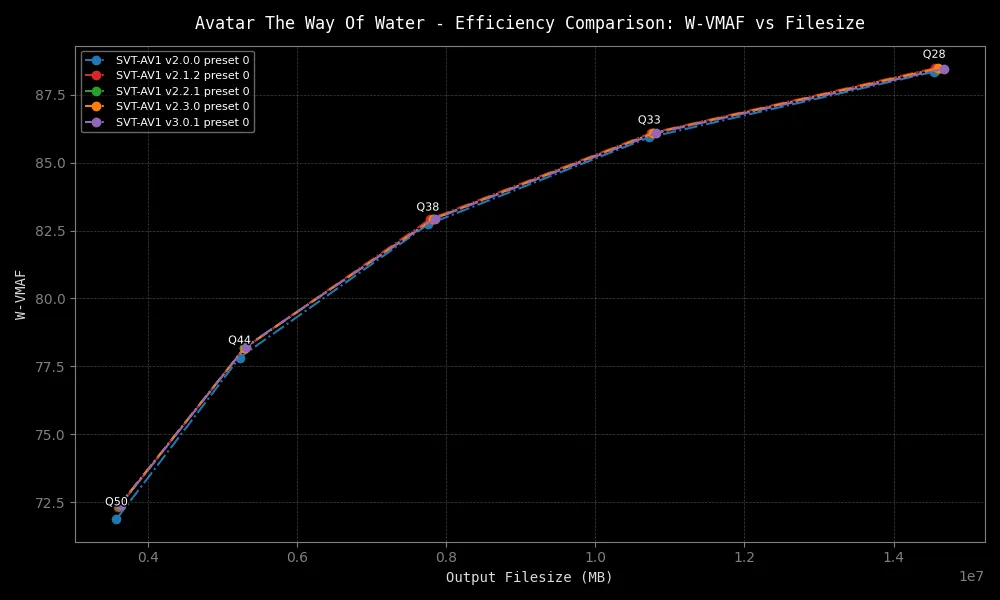 Avatar The Way Of Water - Efficiency Comparison: W-VMAF vs Filesize
SVT-AV1 v2.0.0 preset 0
SVT-AV1 v2.1.2 preset 0
SVT-AV1 v2.2.1 preset 0
SVT-AV1 v2.3.0 preset 0
SVT-AV1 v3.0.1 preset 0
Q28
Q33
Q38
Q44
Q50
W-VMAF
87.5
85.0
82.5
80.0
77.5
75.0
72.5
0.4 0.6 0.8 1.0 1.2 1.4
1e7
Output Filesize (MB)